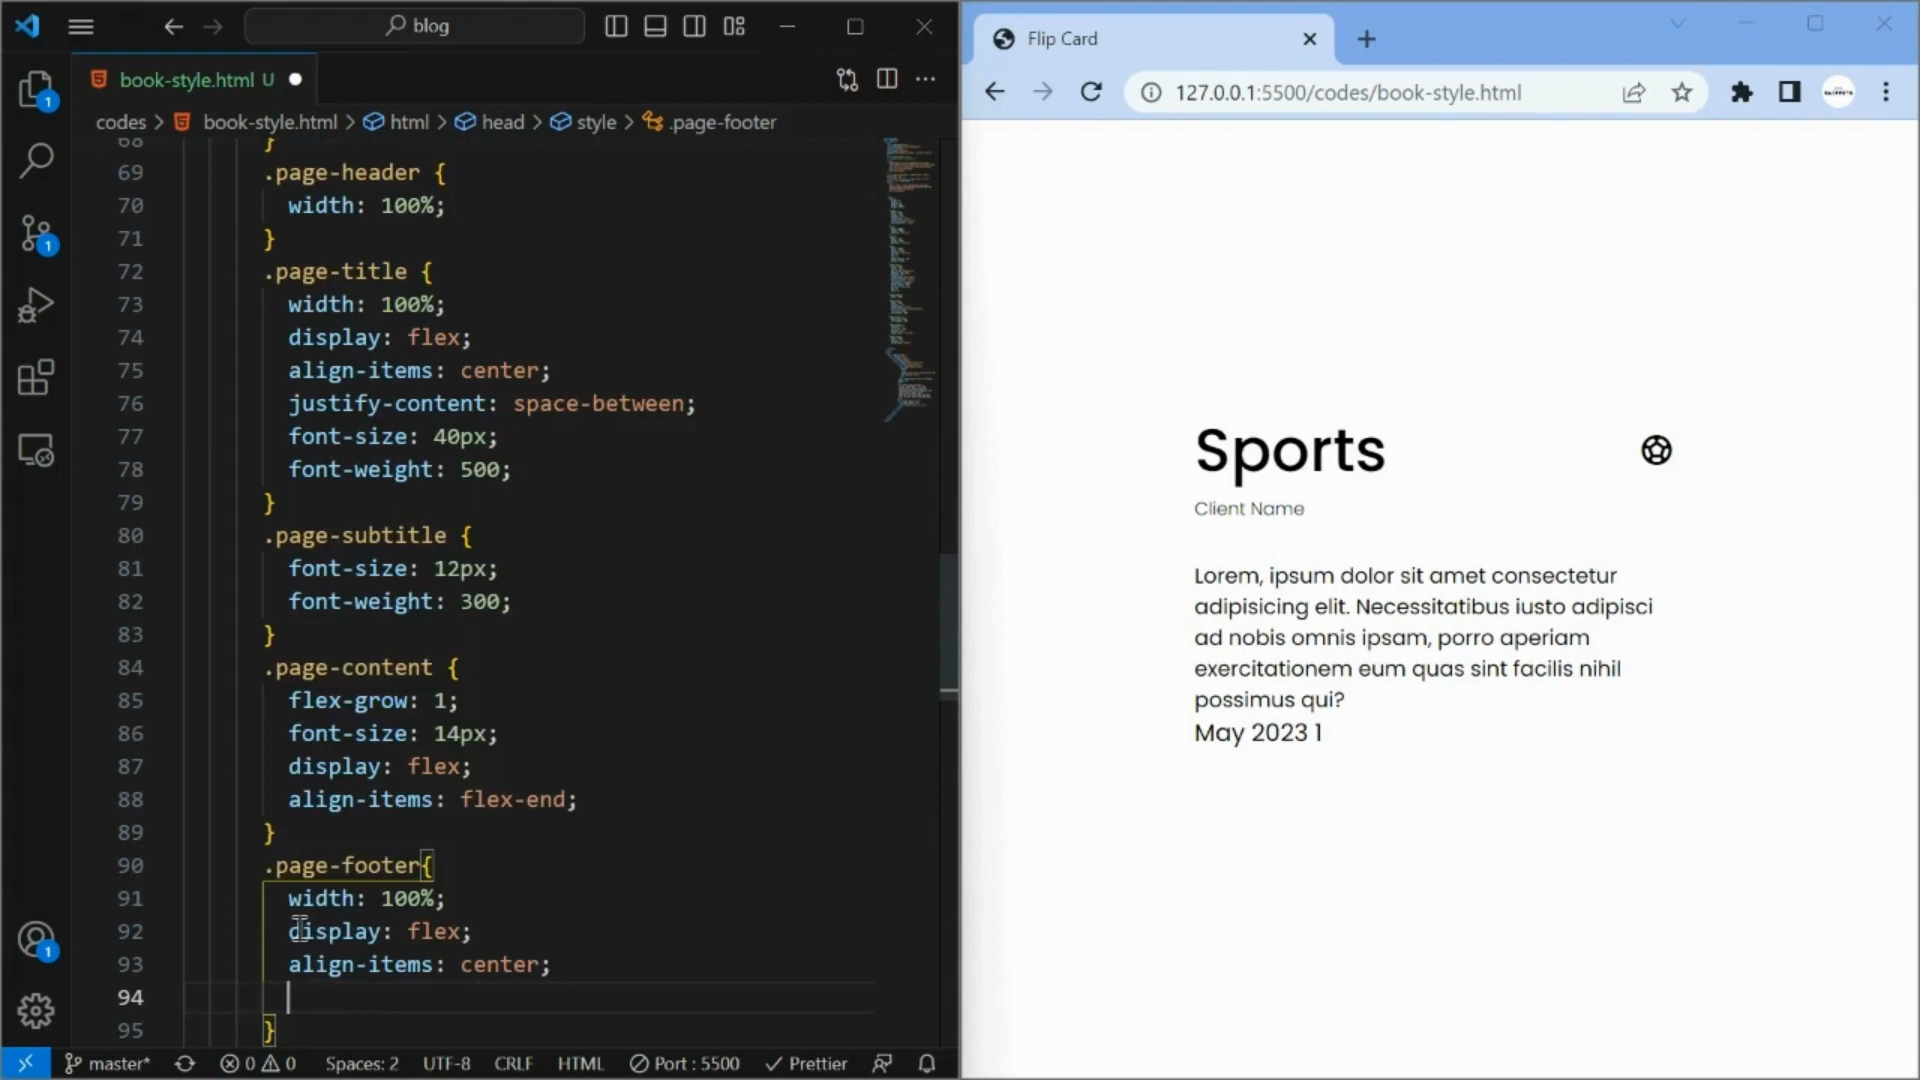 blog
book-style.html U
codes > book-style.html > html > head > style > .page-footer
68 }
69 .page-header {
70 width: 100%;
71 }
72 .page-title {
73 width: 100%;
74 display: flex;
75 align-items: center;
76 justify-content: space-between;
77 font-size: 40px;
78 font-weight: 500;
79 }
80 .page-subtitle {
81 font-size: 12px;
82 font-weight: 300;
83 }
84 .page-content {
85 flex-grow: 1;
86 font-size: 14px;
87 display: flex;
88 align-items: flex-end;
89 }
90 .page-footer{
91 width: 100%;
92 display: flex;
93 align-items: center;
94
95 }
1
1
1
master* 0 0 Spaces: 2 UTF-8 CRLF HTML Port : 5500 Prettier
Flip Card
127.0.0.1:5500/codes/book-style.html
Sports
Client Name
Lorem, ipsum dolor sit amet consectetur
adipisicing elit. Necessitatibus iusto adipisci
ad nobis omnis ipsam, porro aperiam
exercitationem eum quas sint facilis nihil
possimus qui?
May 2023 1